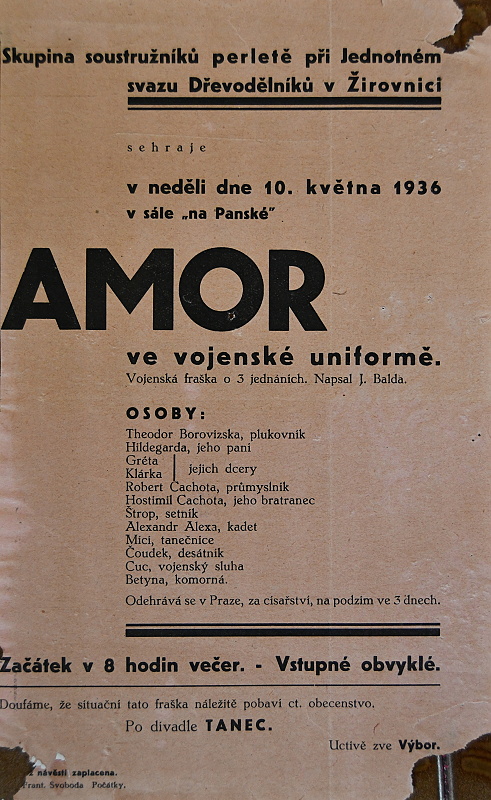 Skupina soustružníků perletě při Jednotném
svazu Dřevodělníků v Žirovnici
sehraje
v neděli dne 10. května 1936
v sále „na Panské"
AMOR
ve vojenské uniformě.
Vojenská fraška o 3 jednáních. Napsal J. Balda.
OSOBY:
Theodor Borovizska, plukovník
Hildegarda, jeho paní
Gréta
Klárka
jejich dcery
Robert Cachota, průmyslník
Hostimil Cachota, jeho bratranec
Štrop, setník
Alexandr Alexa, kadet
Mici, tanečnice
Čoudek, desátník
Cuc, vojenský sluha
Betyna, komorná.
Odehrává se v Praze, za císařství, na podzim ve 3 dnech.
Začátek v 8 hodin večer. - Vstupné obvyklé.
Doufáme, že situační tato fraška náležitě pobaví ct. obecenstvo.
Po divadle TANEC.
Uctivě zve Výbor.
z návěstí zaplacena.
Frant. Svoboda Počátky.